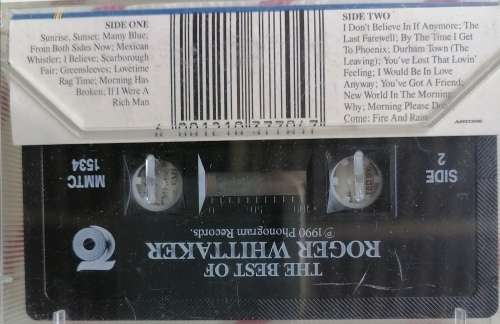 SIDE ONE
Sunrise, Sunset; Mamy Blue;
From Both Sides Now; Mexican
Whistler; I Believe; Scarborough
Fair; Greensleeves; Lovetime
Rag Time; Morning Has
Broken; If I Were A
Rich Man
SIDE TWO
I Don't Believe In If Anymore; The
Last Farewell; By The Time I Get
To Phoenix; Durham Town (The
Leaving); You've Lost That Lovin'
Feeling; I Would Be In Love
Anyway; You've Got A Friend;
New World In The Morning
Why; Morning Please Don't
Come; Fire And Rain
THE BEST OF
ROGER WHITTAKER
℗ 1990 Phonogram Records.
SIDE
2
MMTC
1534